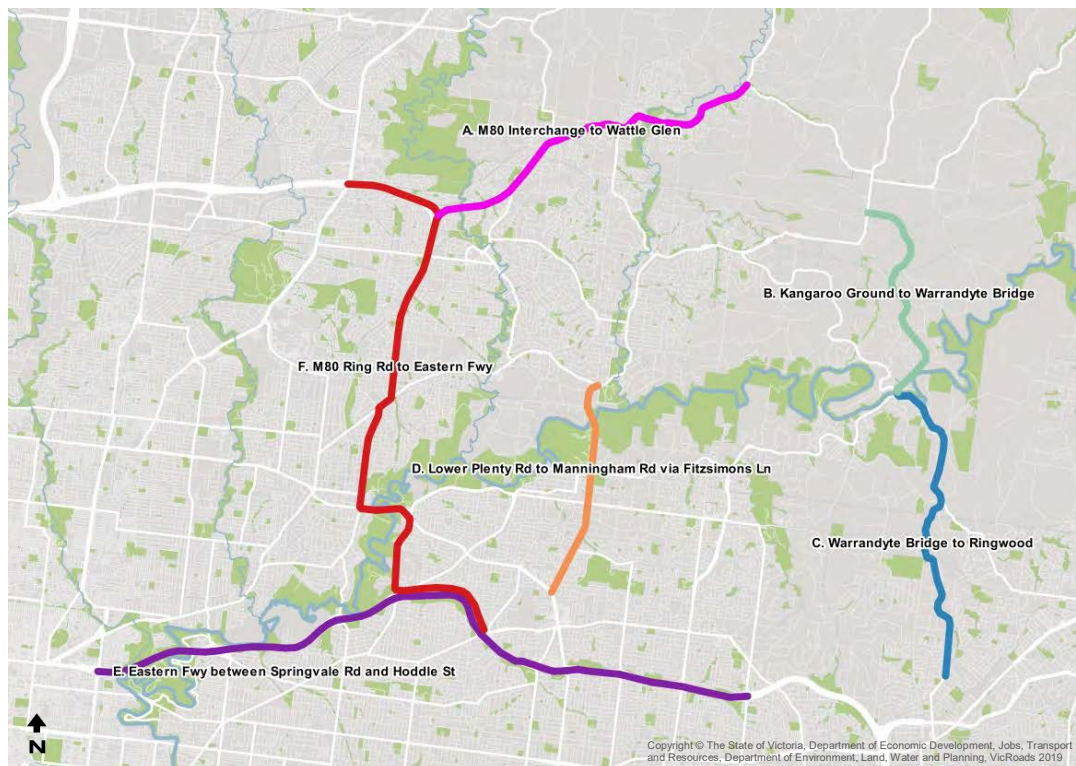 A. M80 Interchange to Wattle Glen
B. Kangaroo Ground to Warrandyte Bridge
F. M80 Ring Rd to Eastern Fwy
D. Lower Plenty Rd to Manningham Rd via Fitzsimons Ln
C. Warrandyte Bridge to Ringwood
E. Eastern Fwy between Springvale Rd and Hoddle St
N
Copyright © The State of Victoria, Department of Economic Development, Jobs, Transport
and Resources, Department of Environment, Land, Water and Planning, VicRoads 2019